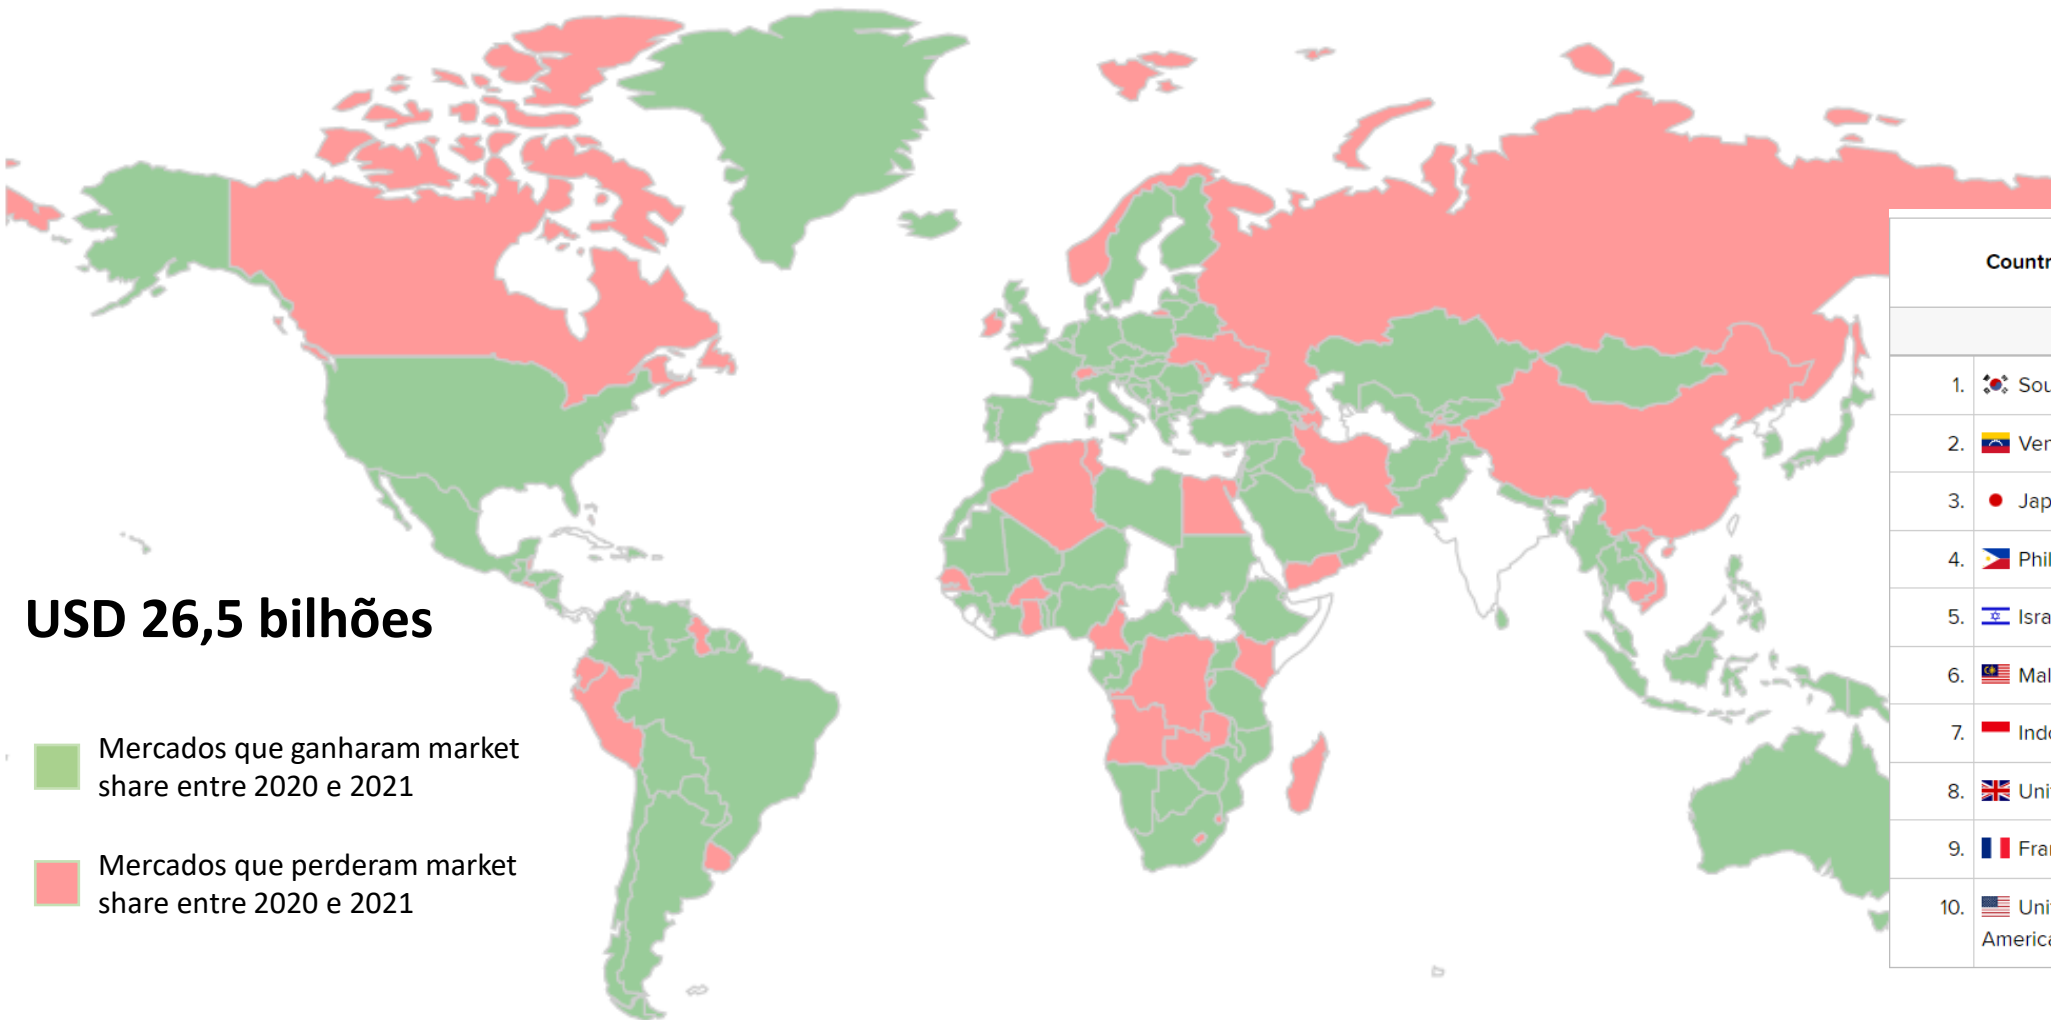 USD 26,5 bilhões
Mercados que ganharam market
share entre 2020 e 2021
Mercados que perderam market
share entre 2020 e 2021
Countr
1. Sou
2. Ven
3. Jap
4. Phil
5. Isra
6. Mal
7. Indo
8. Uni
9. Fran
10. Uni
America